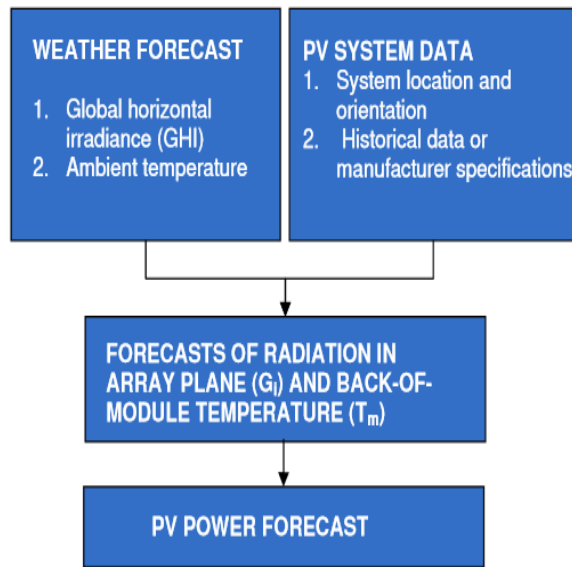 WEATHER FORECAST
1. Global horizontal
irradiance (GHI)
2. Ambient temperature
PV SYSTEM DATA
1. System location and
orientation
2. Historical data or
manufacturer specifications
FORECASTS OF RADIATION IN
ARRAY PLANE (GI) AND BACK-OF-
MODULE TEMPERATURE (Tm)
PV POWER FORECAST